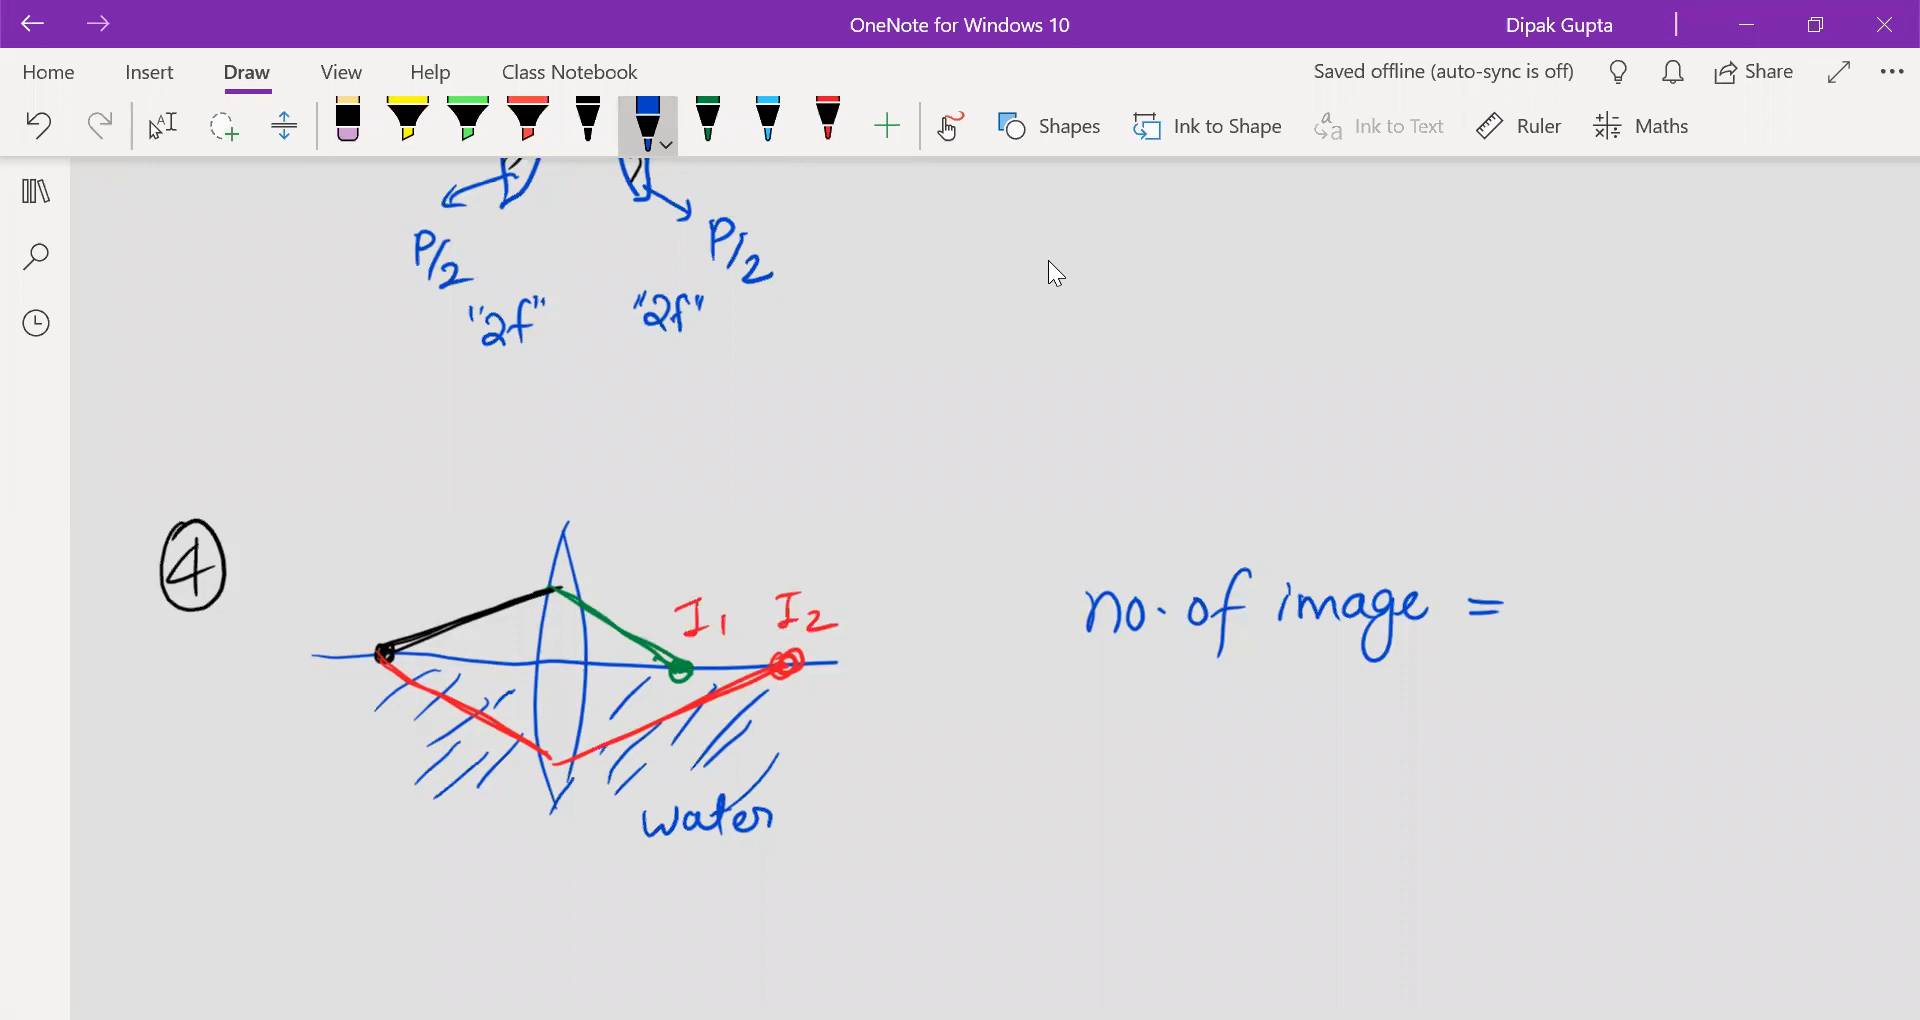 OneNote for Windows 10
Dipak Gupta
Home Insert Draw View Help Class Notebook
Saved offline (auto-sync is off) Share
Shapes Ink to Shape Ink to Text Ruler Maths
P/2 P/2
"2f" "2f"
4
I1 I2
no. of image =
water